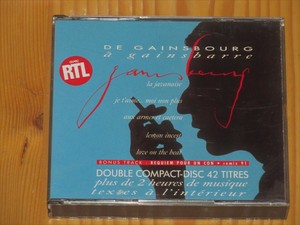 DE GAINSBOURG
à gainsbarre
RTL
gainsbourg
la javanaise
je t'aime... moi non plus
aux armes et caetera
lemon incest
love on the beat
BONUS TRACK REQUIEM POUR UN CON • remix 91
DOUBLE COMPACT-DISC 42 TITRES
plus de 2 heures de musique
textes à l'intérieur